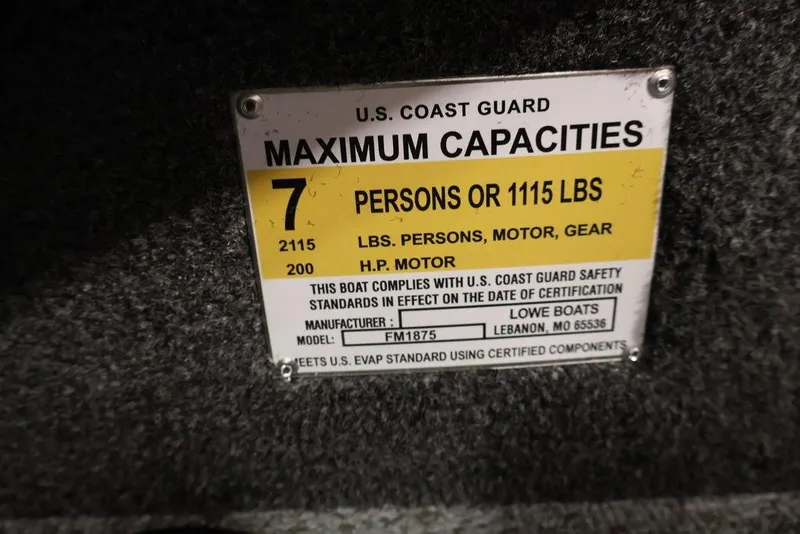 U.S. COAST GUARD
MAXIMUM CAPACITIES
7 PERSONS OR 1115 LBS
2115 LBS. PERSONS, MOTOR, GEAR
200 H.P. MOTOR
THIS BOAT COMPLIES WITH U.S. COAST GUARD SAFETY
STANDARDS IN EFFECT ON THE DATE OF CERTIFICATION
MANUFACTURER : LOWE BOATS
LEBANON, MO 65536
MODEL: FM1875
EETS U.S. EVAP STANDARD USING CERTIFIED COMPONENTS